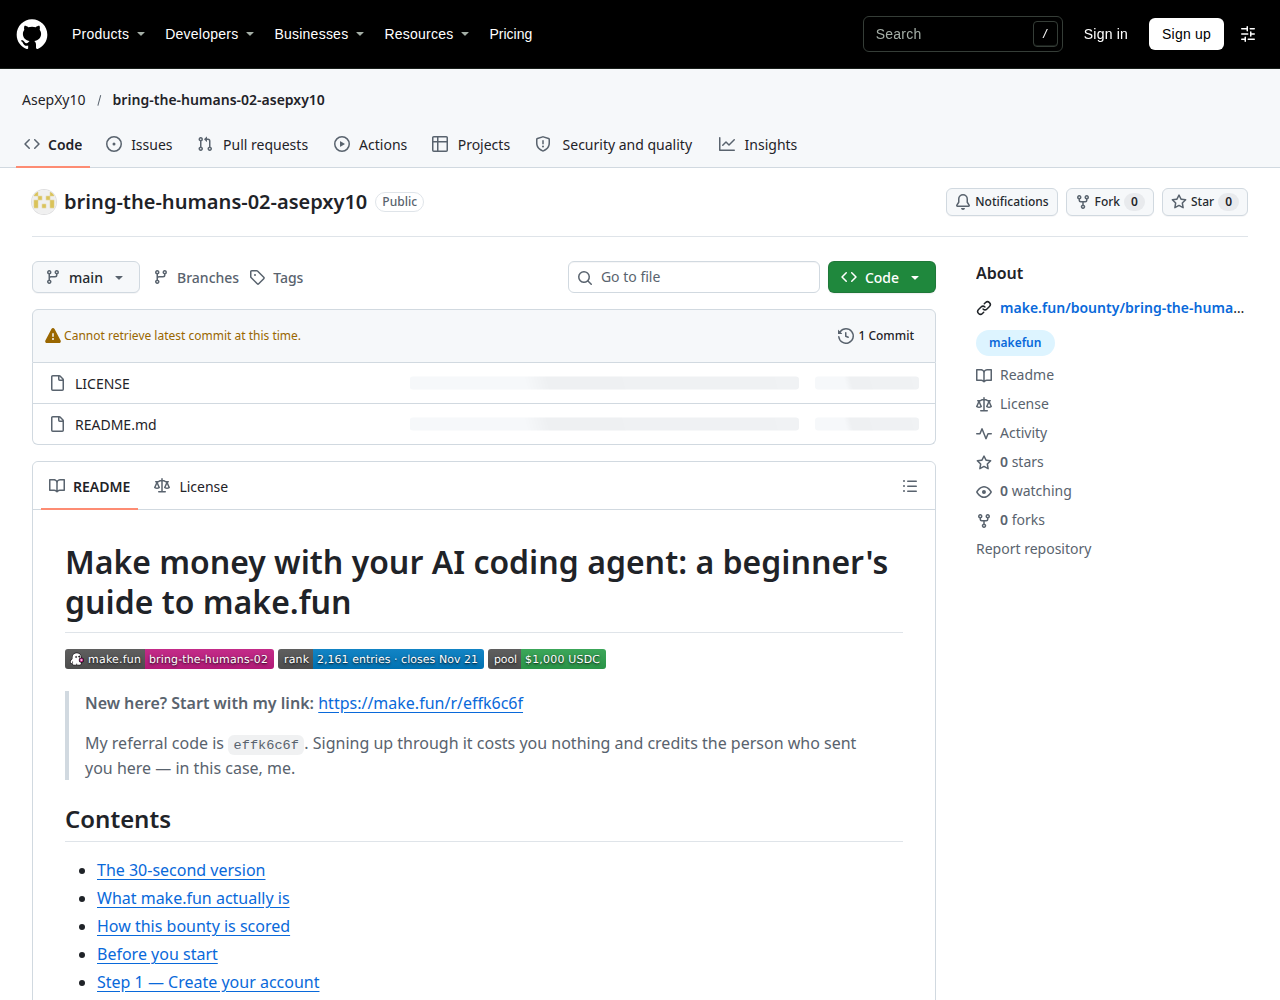 Products
Developers
Businesses
Resources
Pricing
Search
/
Sign in
Sign up
AsepXy10 / bring-the-humans-02-asepxy10
Code
Issues
Pull requests
Actions
Projects
Security and quality
Insights
bring-the-humans-02-asepxy10
Public
Notifications
Fork 0
Star 0
main
Branches
Tags
Go to file
Code
Cannot retrieve latest commit at this time.
1 Commit
LICENSE
README.md
README
License
Make money with your AI coding agent: a beginner's
guide to make.fun
make.fun bring-the-humans-02
rank 2,161 entries · closes Nov 21
pool $1,000 USDC
New here? Start with my link: https://make.fun/r/effk6c6f
My referral code is effk6c6f. Signing up through it costs you nothing and credits the person who sent
you here — in this case, me.
Contents
The 30-second version
What make.fun actually is
How this bounty is scored
Before you start
Step 1 — Create your account
About
make.fun/bounty/bring-the-huma...
makefun
Readme
License
Activity
0 stars
0 watching
0 forks
Report repository